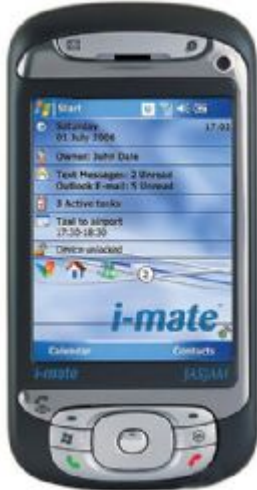 Start
Saturday 17:02
01 July 2006
Owner: John Dale
Text Messages: 2 Unread
Outlook E-mail: 5 Unread
3 Active tasks
Taxi to airport
17:30-18:30
Device unlocked
i-mate
Calendar Contacts
i-mate JASJAM